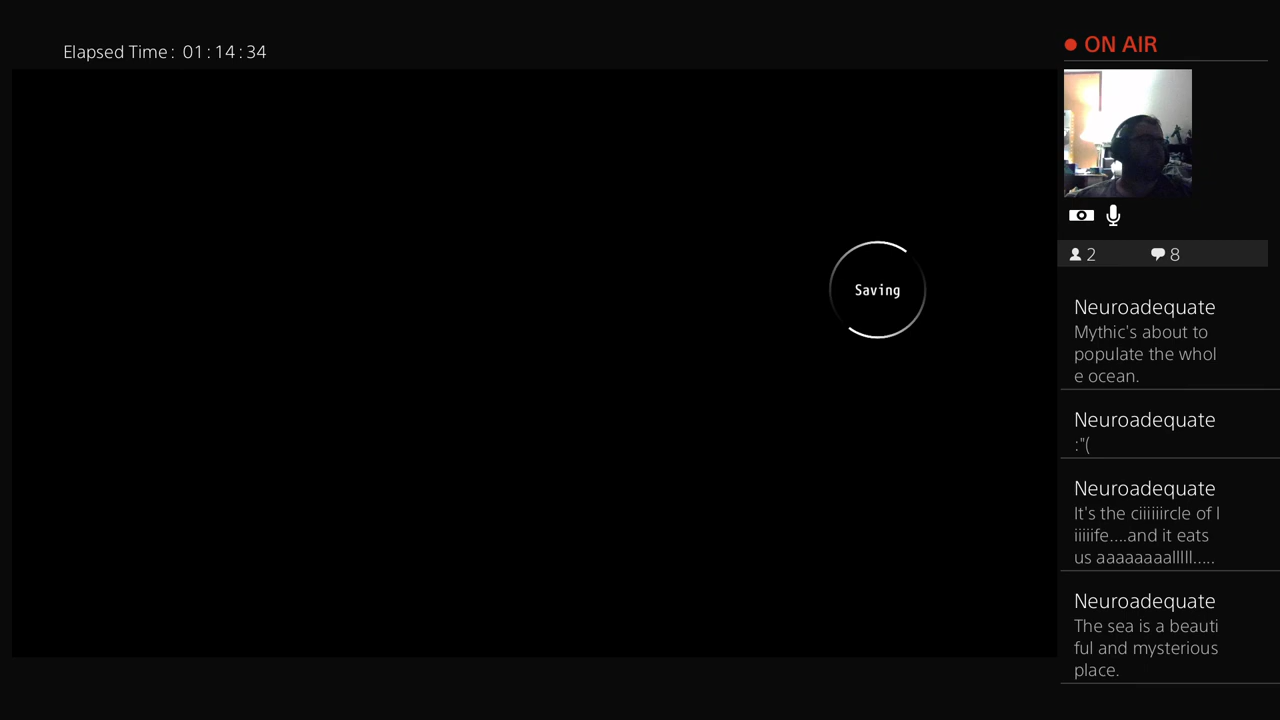 Elapsed Time: 01:14:34
ON AIR
2 8
Saving
Neuroadequate
Mythic's about to
populate the whol
e ocean.
Neuroadequate
:"(
Neuroadequate
It's the ciiiiiircle of l
iiiiife....and it eats
us aaaaaaaalllll.....
Neuroadequate
The sea is a beauti
ful and mysterious
place.